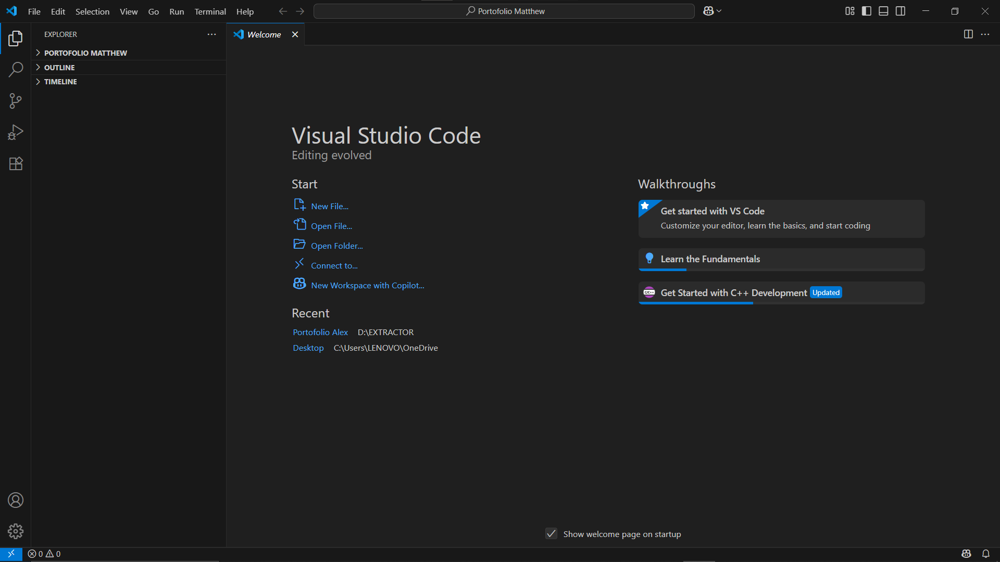 File Edit Selection View Go Run Terminal Help
Portofolio Matthew
EXPLORER
PORTOFOLIO MATTHEW
OUTLINE
TIMELINE
Welcome
Visual Studio Code
Editing evolved
Start
New File...
Open File...
Open Folder...
Connect to...
New Workspace with Copilot...
Recent
Portofolio Alex D:\EXTRACTOR
Desktop C:\Users\LENOVO\OneDrive
Walkthroughs
Get started with VS Code
Customize your editor, learn the basics, and start coding
Learn the Fundamentals
C/C++ Get Started with C++ Development Updated
Show welcome page on startup
0 0